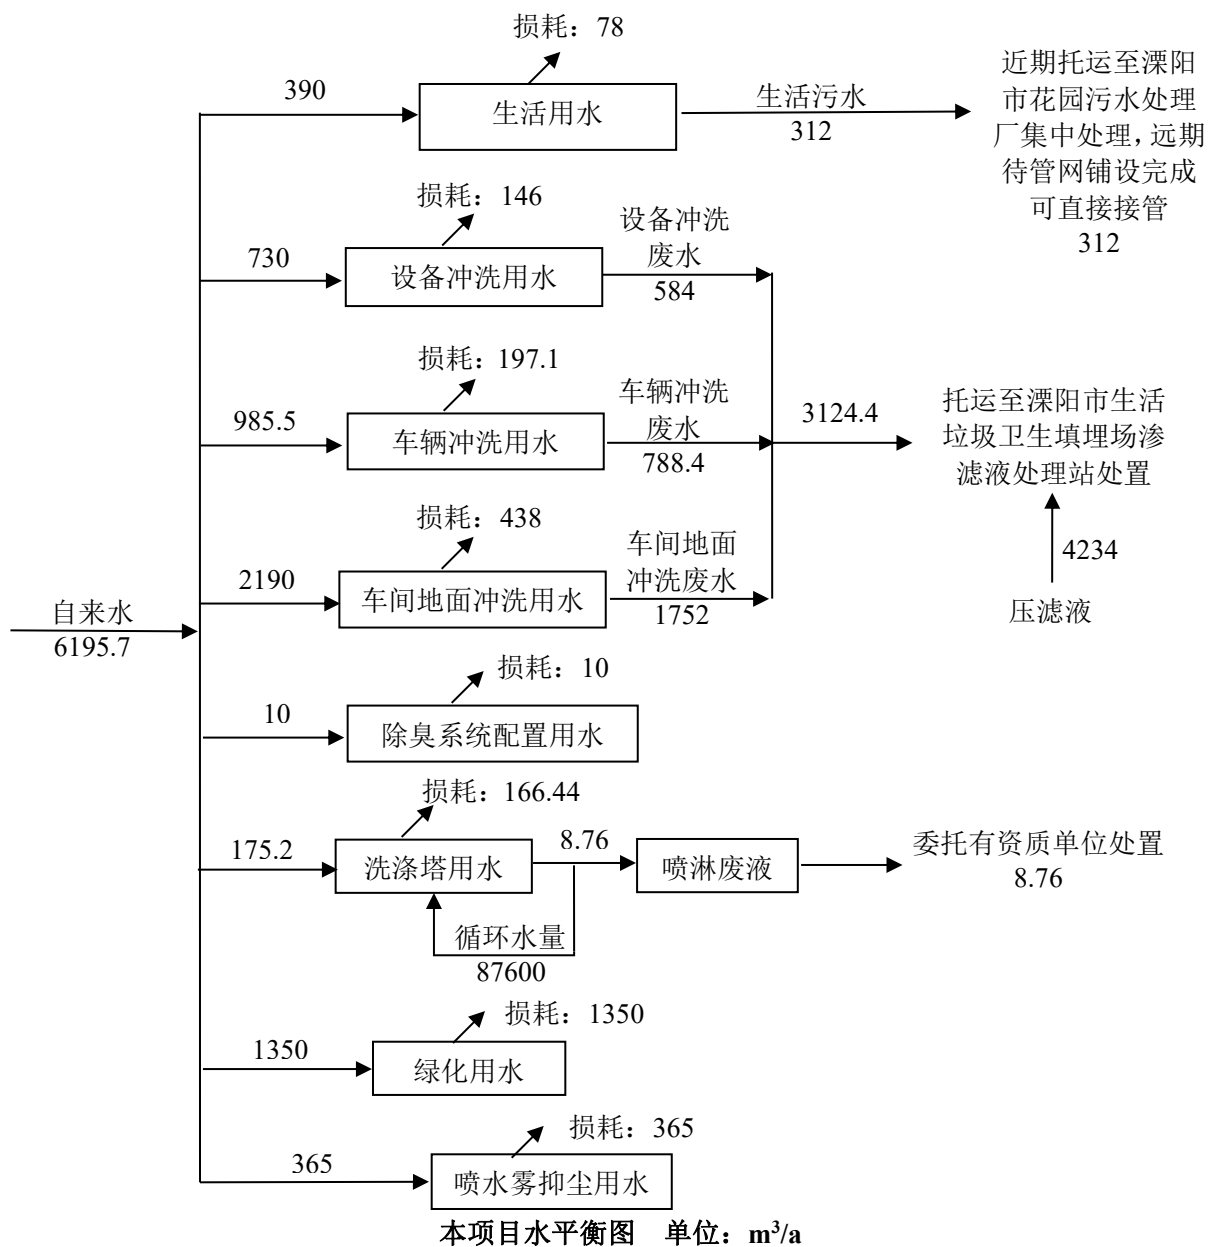 损耗：78
390
生活用水
生活污水
312
近期托运至溧阳
市花园污水处理
厂集中处理，远期
待管网铺设完成
可直接接管
312
损耗：146
730
设备冲洗用水
设备冲洗
废水
584
损耗：197.1
985.5
车辆冲洗用水
车辆冲洗
废水
788.4
3124.4
托运至溧阳市生活
垃圾卫生填埋场渗
滤液处理站处置
4234
压滤液
损耗：438
2190
车间地面冲洗用水
车间地面
冲洗废水
1752
自来水
6195.7
损耗：10
10
除臭系统配置用水
损耗：166.44
175.2
洗涤塔用水
8.76
喷淋废液
委托有资质单位处置
8.76
循环水量
87600
损耗：1350
1350
绿化用水
损耗：365
365
喷水雾抑尘用水
本项目水平衡图 单位：m³/a